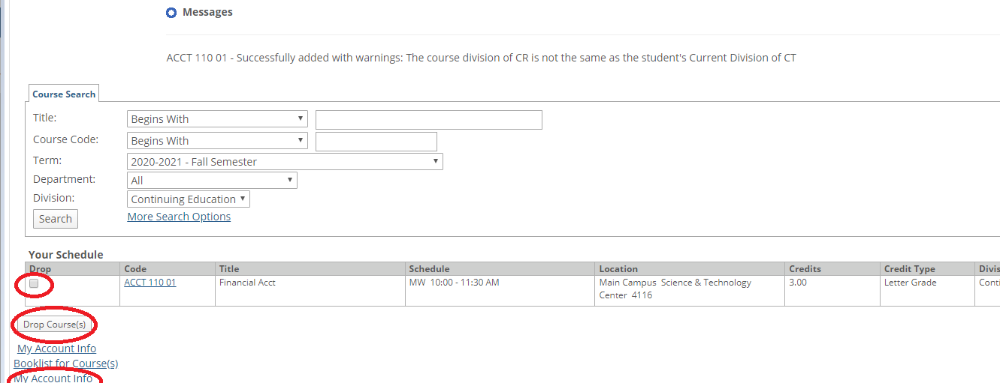 Messages
ACCT 110 01 - Successfully added with warnings: The course division of CR is not the same as the student's Current Division of CT
Course Search
Title: Begins With
Course Code: Begins With
Term: 2020-2021 - Fall Semester
Department: All
Division: Continuing Education
Search More Search Options
Your Schedule
Drop Code Title Schedule Location Credits Credit Type Divis
ACCT 110 01 Financial Acct MW 10:00 - 11:30 AM Main Campus Science & Technology 3.00 Letter Grade Conti
Center 4116
Drop Course(s)
My Account Info
Booklist for Course(s)
My Account Info